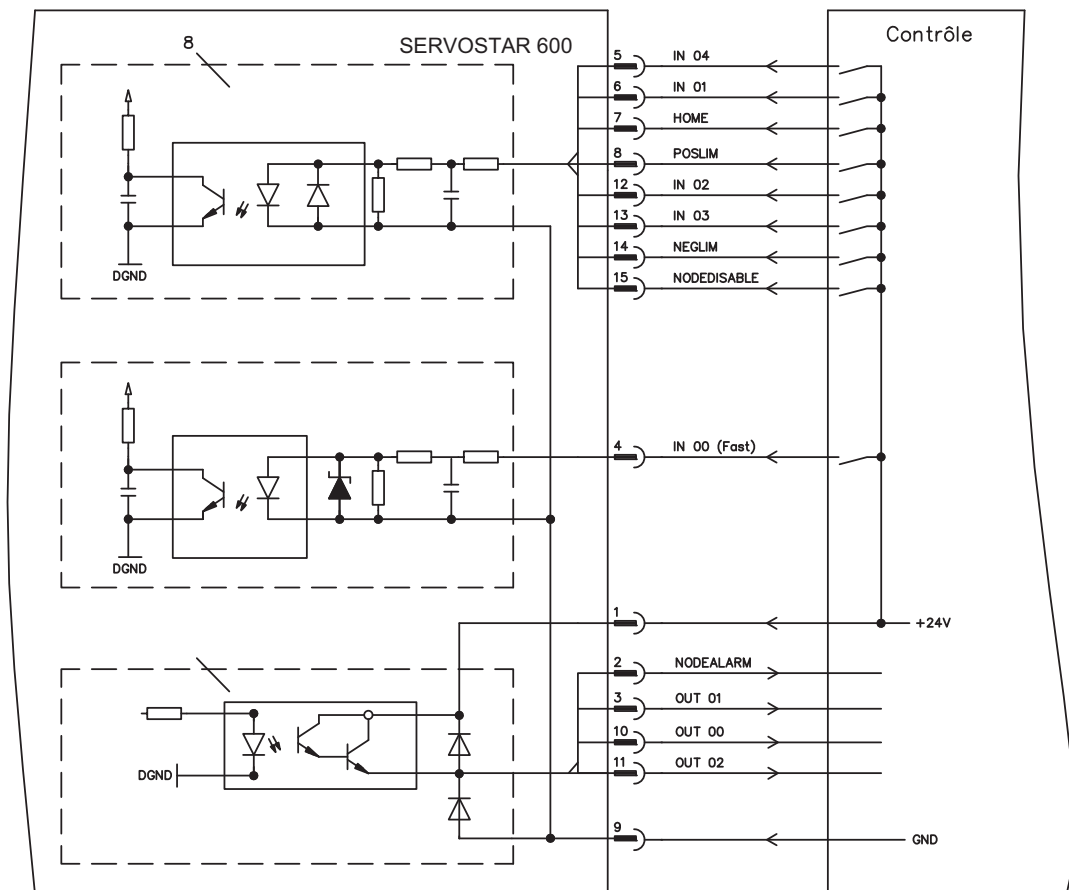 8
SERVOSTAR 600
Contrôle
5 IN 04
6 IN 01
7 HOME
8 POSLIM
12 IN 02
13 IN 03
14 NEGLIM
15 NODEDISABLE
DGND
4 IN 00 (Fast)
DGND
1 +24V
2 NODEALARM
3 OUT 01
10 OUT 00
11 OUT 02
DGND
9 GND